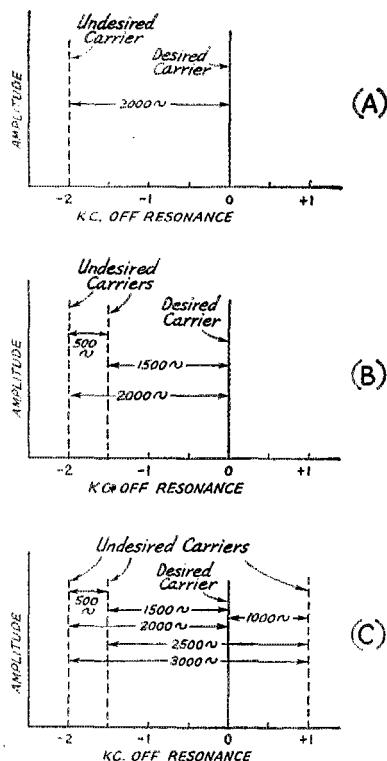 Undesired
Carrier
Desired
Carrier
2000~
AMPLITUDE
-2 -1 0 +1
KC. OFF RESONANCE
(A)
Undesired
Carriers
Desired
Carrier
500
~
1500~
2000~
AMPLITUDE
-2 -1 0 +1
KC. OFF RESONANCE
(B)
Undesired Carriers
Desired
Carrier
500
~
1500~
1000~
2000~
2500~
3000~
AMPLITUDE
-2 -1 0 +1
KC. OFF RESONANCE
(C)